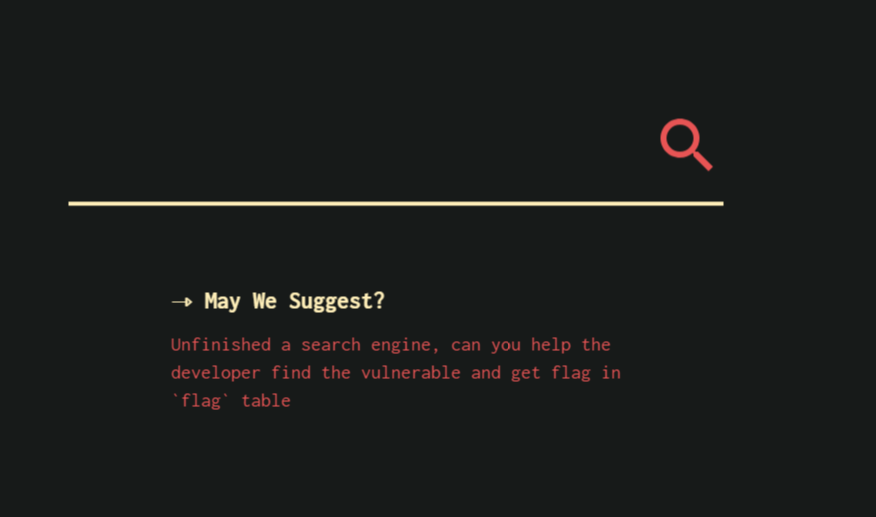 → May We Suggest?
Unfinished a search engine, can you help the
developer find the vulnerable and get flag in
`flag` table